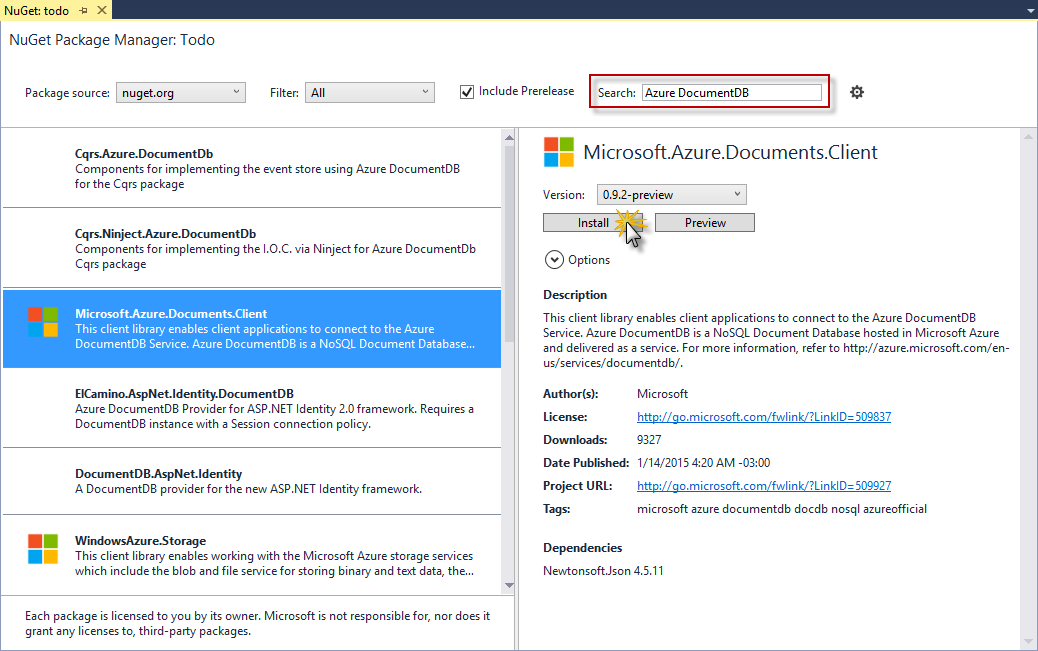 NuGet: todo
NuGet Package Manager: Todo
Package source: nuget.org Filter: All Include Prerelease Search: Azure DocumentDB
Cqrs.Azure.DocumentDb
Components for implementing the event store using Azure DocumentDB
for the Cqrs package
Cqrs.Ninject.Azure.DocumentDb
Components for implementing the I.O.C. via Ninject for Azure DocumentDb
Cqrs package
Microsoft.Azure.Documents.Client
This client library enables client applications to connect to the Azure
DocumentDB Service. Azure DocumentDB is a NoSQL Document Database...
ElCamino.AspNet.Identity.DocumentDB
Azure DocumentDB Provider for ASP.NET Identity 2.0 framework. Requires a
DocumentDB instance with a Session connection policy.
DocumentDB.AspNet.Identity
A DocumentDB provider for the new ASP.NET Identity framework.
WindowsAzure.Storage
This client library enables working with the Microsoft Azure storage services
which include the blob and file service for storing binary and text data, the...
Each package is licensed to you by its owner. Microsoft is not responsible for, nor does it
grant any licenses to, third-party packages.
Microsoft.Azure.Documents.Client
Version: 0.9.2-preview
Install Preview
Options
Description
This client library enables client applications to connect to the Azure DocumentDB
Service. Azure DocumentDB is a NoSQL Document Database hosted in Microsoft Azure
and delivered as a service. For more information, refer to http://azure.microsoft.com/en-
us/services/documentdb/.
Author(s): Microsoft
License: http://go.microsoft.com/fwlink/?LinkID=509837
Downloads: 9327
Date Published: 1/14/2015 4:20 AM -03:00
Project URL: http://go.microsoft.com/fwlink/?LinkID=509927
Tags: microsoft azure documentdb docdb nosql azureofficial
Dependencies
Newtonsoft.Json 4.5.11